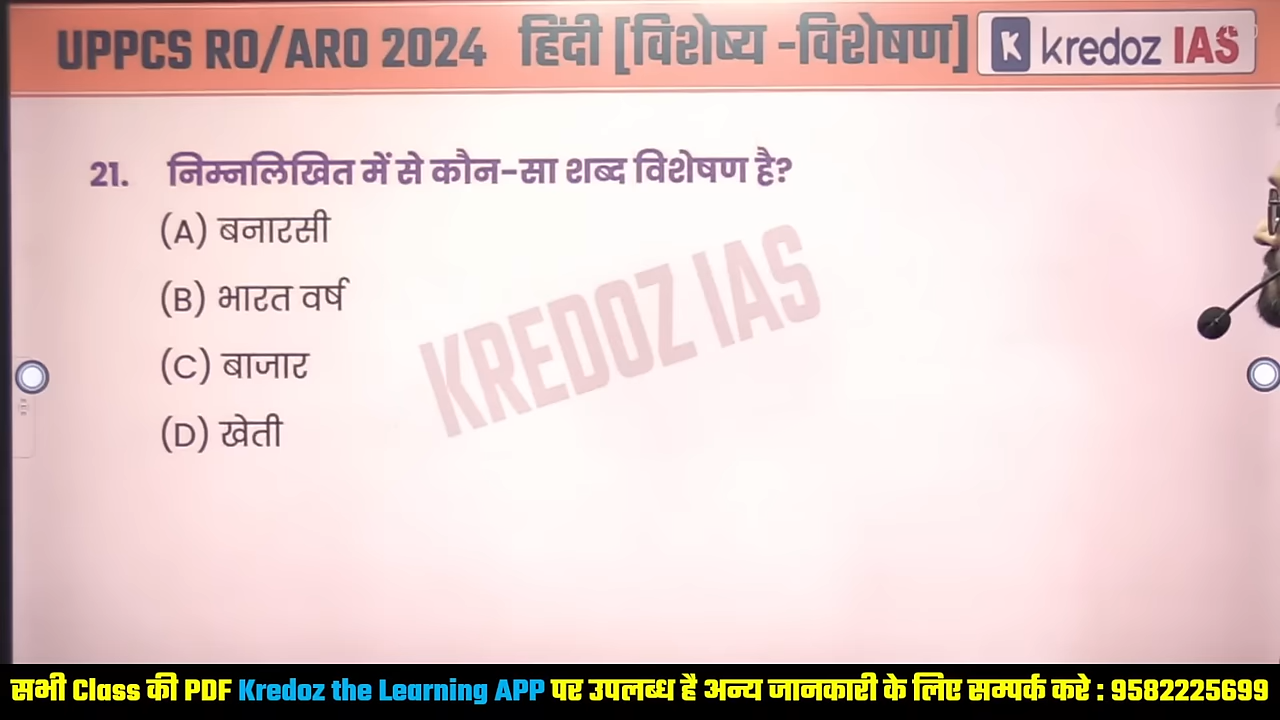 UPPCS RO/ARO 2024 हिंदी [विशेष्य -विशेषण] K kredoz IAS
21. निम्नलिखित में से कौन-सा शब्द विशेषण है?
(A) बनारसी
(B) भारत वर्ष
(C) बाजार
(D) खेती
KREDOZ IAS
सभी Class की PDF Kredoz the Learning APP पर उपलब्ध है अन्य जानकारी के लिए सम्पर्क करे : 9582225699